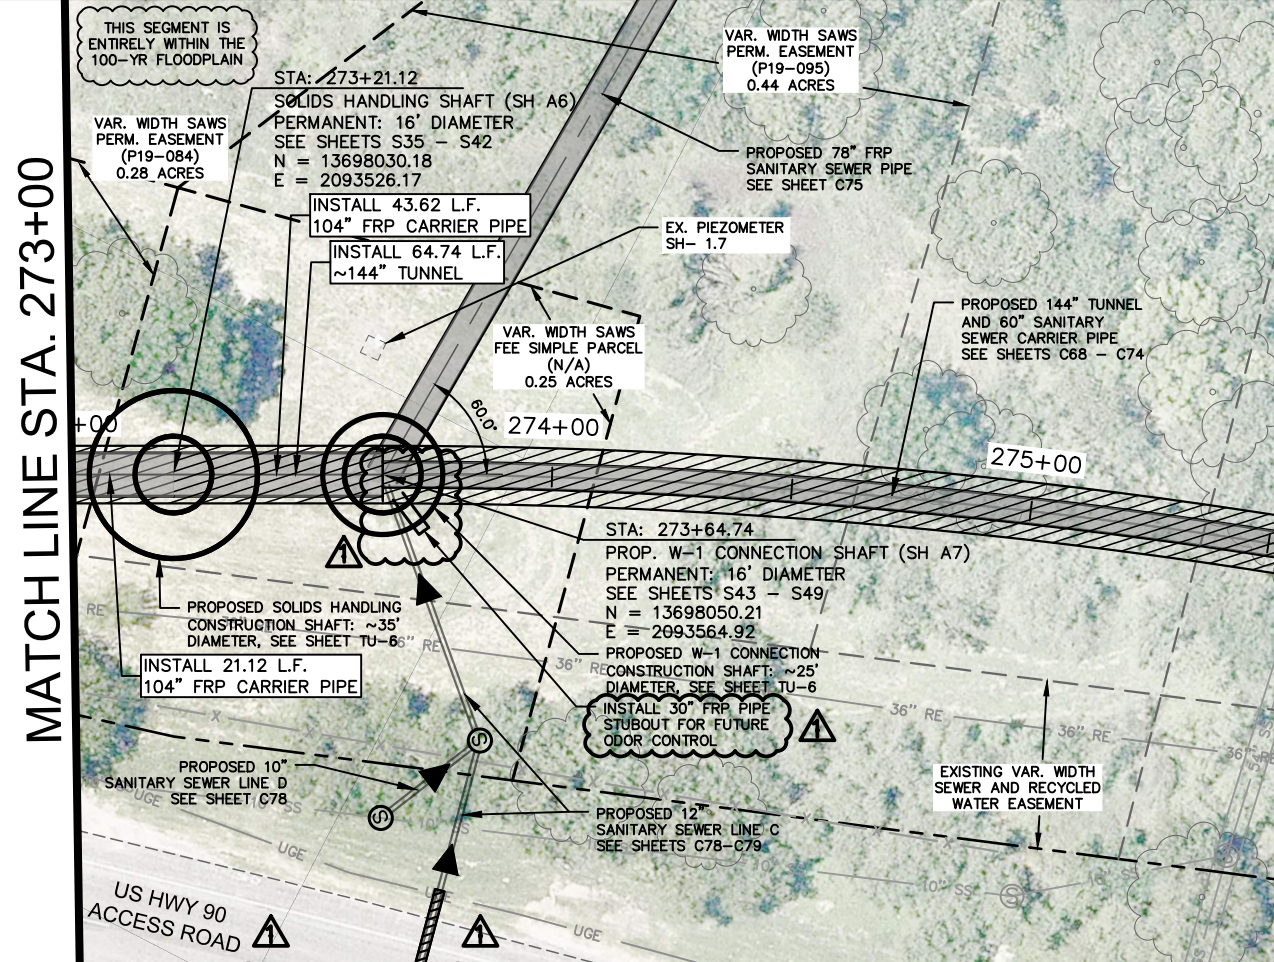 THIS SEGMENT IS
ENTIRELY WITHIN THE
100-YR FLOODPLAIN
STA: 273+21.12
SOLIDS HANDLING SHAFT (SH A6)
PERMANENT: 16' DIAMETER
SEE SHEETS S35 - S42
N = 13698030.18
E = 2093526.17
VAR. WIDTH SAWS
PERM. EASEMENT
(P19-095)
0.44 ACRES
VAR. WIDTH SAWS
PERM. EASEMENT
(P19-084)
0.28 ACRES
PROPOSED 78" FRP
SANITARY SEWER PIPE
SEE SHEET C75
INSTALL 43.62 L.F.
104" FRP CARRIER PIPE
INSTALL 64.74 L.F.
~144" TUNNEL
EX. PIEZOMETER
SH- 1.7
VAR. WIDTH SAWS
FEE SIMPLE PARCEL
(N/A)
0.25 ACRES
PROPOSED 144" TUNNEL
AND 60" SANITARY
SEWER CARRIER PIPE
SEE SHEETS C68 - C74
MATCH LINE STA. 273+00
+00
60.0°
274+00
275+00
STA: 273+64.74
PROP. W-1 CONNECTION SHAFT (SH A7)
PERMANENT: 16' DIAMETER
SEE SHEETS S43 - S49
N = 13698050.21
E = 2093564.92
1
PROPOSED SOLIDS HANDLING
CONSTRUCTION SHAFT: ~35'
DIAMETER, SEE SHEET TU-6
RE
36" RE
36" RE
36" RE
36" RE
36" RE
PROPOSED W-1 CONNECTION
CONSTRUCTION SHAFT: ~25'
DIAMETER, SEE SHEET TU-6
INSTALL 21.12 L.F.
104" FRP CARRIER PIPE
INSTALL 30" FRP PIPE
STUBOUT FOR FUTURE
ODOR CONTROL
1
X
S
PROPOSED 10"
SANITARY SEWER LINE D
SEE SHEET C78
S
EXISTING VAR. WIDTH
SEWER AND RECYCLED
WATER EASEMENT
PROPOSED 12"
SANITARY SEWER LINE C
SEE SHEETS C78-C79
UGE
UGE
UGE
10" SS
S
US HWY 90
ACCESS ROAD
1
1